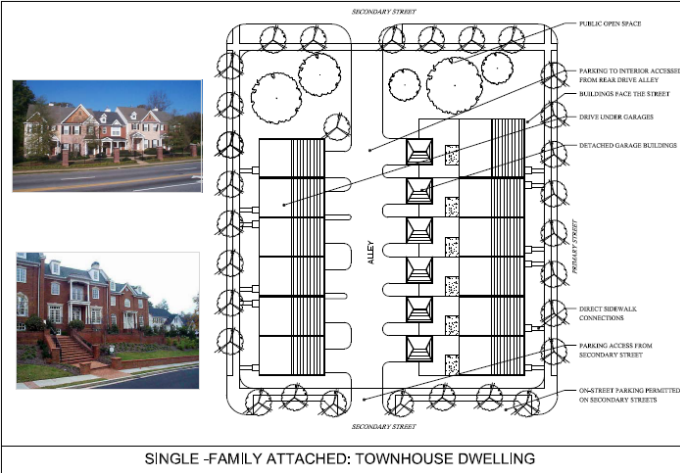 SECONDARY STREET
PUBLIC OPEN SPACE
PARKING TO INTERIOR ACCESSED
FROM REAR DRIVE ALLEY
BUILDINGS FACE THE STREET
DRIVE UNDER GARAGES
DETACHED GARAGE BUILDINGS
ALLEY
PRIMARY STREET
DIRECT SIDEWALK
CONNECTIONS
PARKING ACCESS FROM
SECONDARY STREET
ON-STREET PARKING PERMITTED
ON SECONDARY STREETS
SECONDARY STREET
SINGLE -FAMILY ATTACHED: TOWNHOUSE DWELLING